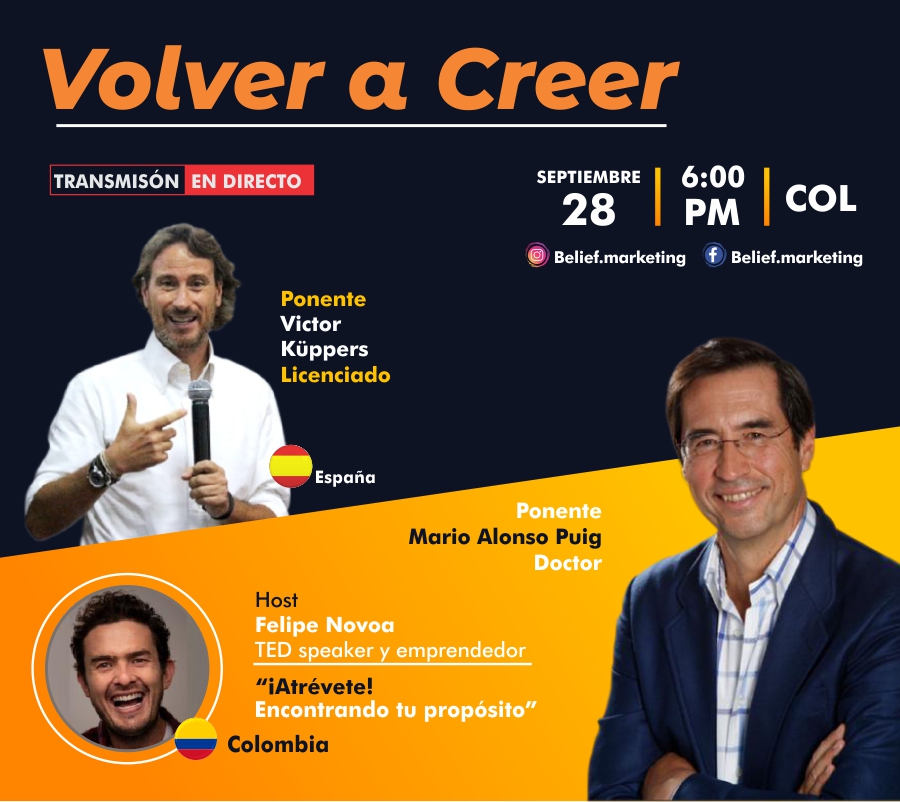 Volver a Creer
TRANSMISÓN EN DIRECTO
SEPTIEMBRE
28
6:00
PM
COL
Belief.marketing
Belief.marketing
Ponente
Victor
Küppers
Licenciado
España
Ponente
Mario Alonso Puig
Doctor
Host
Felipe Novoa
TED speaker y emprendedor
“¡Atrévete!
Encontrando tu propósito”
Colombia